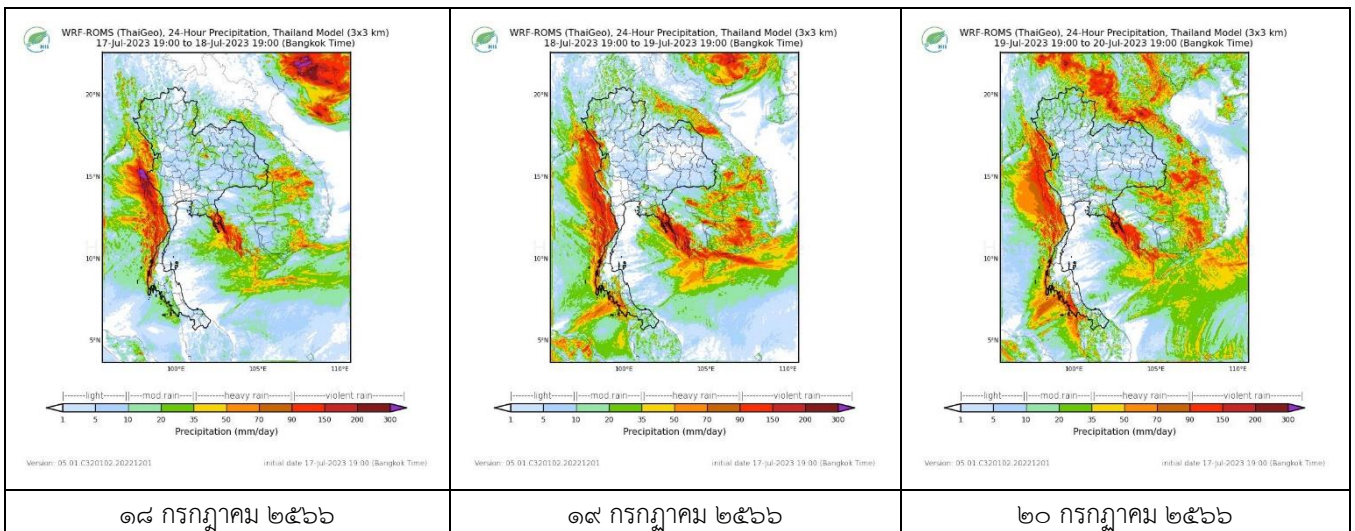 WRF-ROMS (ThaiGeo), 24-Hour Precipitation, Thailand Model (3x3 km)
17-Jul-2023 19:00 to 18-Jul-2023 19:00 (Bangkok Time)
20°N
15°N
10°N
5°N
100°E 105°E 110°E
|------light------||----mod.rain----||------heavy rain------||------violent rain------|
1 5 10 20 35 50 70 90 150 200 300
Precipitation (mm/day)
Version: 05.01.C320102.20221201 initial date 17-Jul-2023 19:00 (Bangkok Time)
๑๘ กรกฎาคม ๒๕๖๖
WRF-ROMS (ThaiGeo), 24-Hour Precipitation, Thailand Model (3x3 km)
18-Jul-2023 19:00 to 19-Jul-2023 19:00 (Bangkok Time)
20°N
15°N
10°N
5°N
100°E 105°E 110°E
|------light------||----mod.rain----||------heavy rain------||------violent rain------|
1 5 10 20 35 50 70 90 150 200 300
Precipitation (mm/day)
Version: 05.01.C320102.20221201 initial date 17-Jul-2023 19:00 (Bangkok Time)
๑๙ กรกฎาคม ๒๕๖๖
WRF-ROMS (ThaiGeo), 24-Hour Precipitation, Thailand Model (3x3 km)
19-Jul-2023 19:00 to 20-Jul-2023 19:00 (Bangkok Time)
20°N
15°N
10°N
5°N
100°E 105°E 110°E
|------light------||----mod.rain----||------heavy rain------||------violent rain------|
1 5 10 20 35 50 70 90 150 200 300
Precipitation (mm/day)
Version: 05.01.C320102.20221201 initial date 17-Jul-2023 19:00 (Bangkok Time)
๒๐ กรกฎาคม ๒๕๖๖